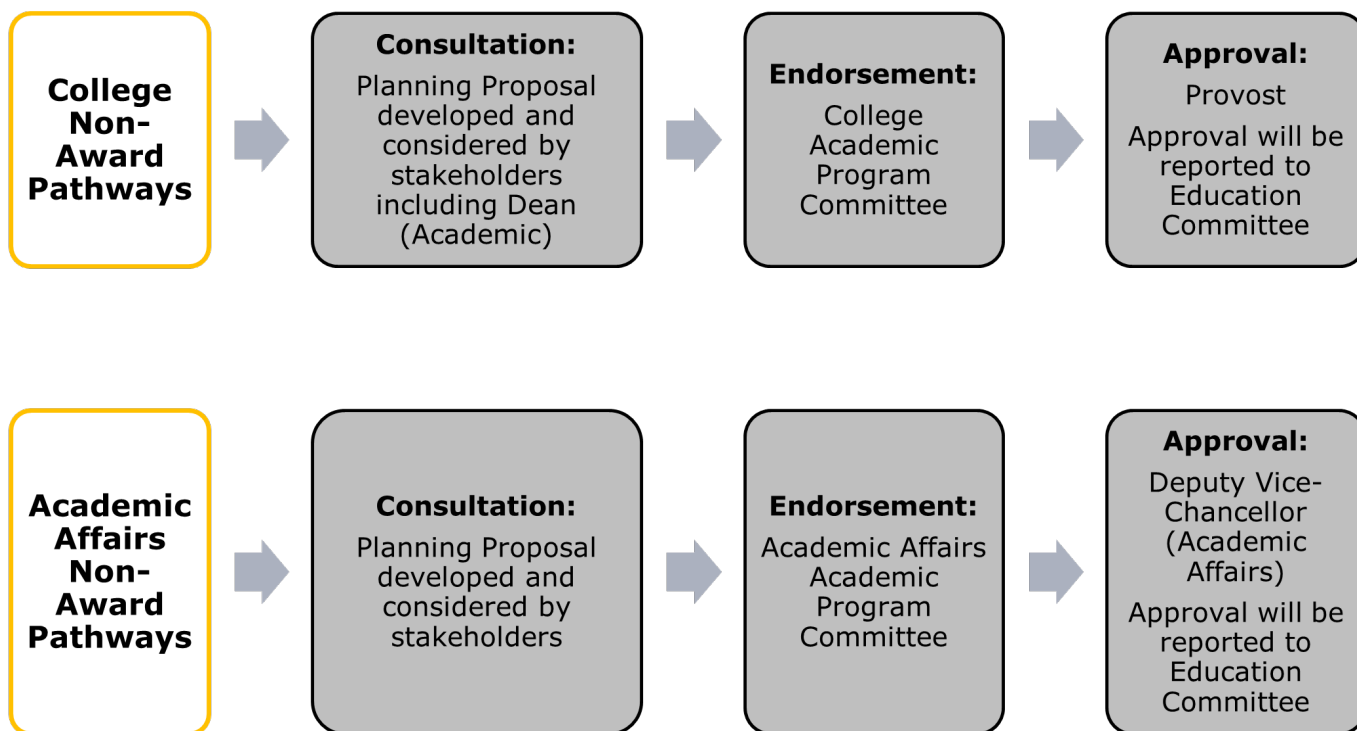 College
Non-
Award
Pathways
Consultation:
Planning Proposal
developed and
considered by
stakeholders
including Dean
(Academic)
Endorsement:
College
Academic
Program
Committee
Approval:
Provost
Approval will be
reported to
Education
Committee
Academic
Affairs
Non-
Award
Pathways
Consultation:
Planning Proposal
developed and
considered by
stakeholders
Endorsement:
Academic Affairs
Academic
Program
Committee
Approval:
Deputy Vice-
Chancellor
(Academic
Affairs)
Approval will be
reported to
Education
Committee